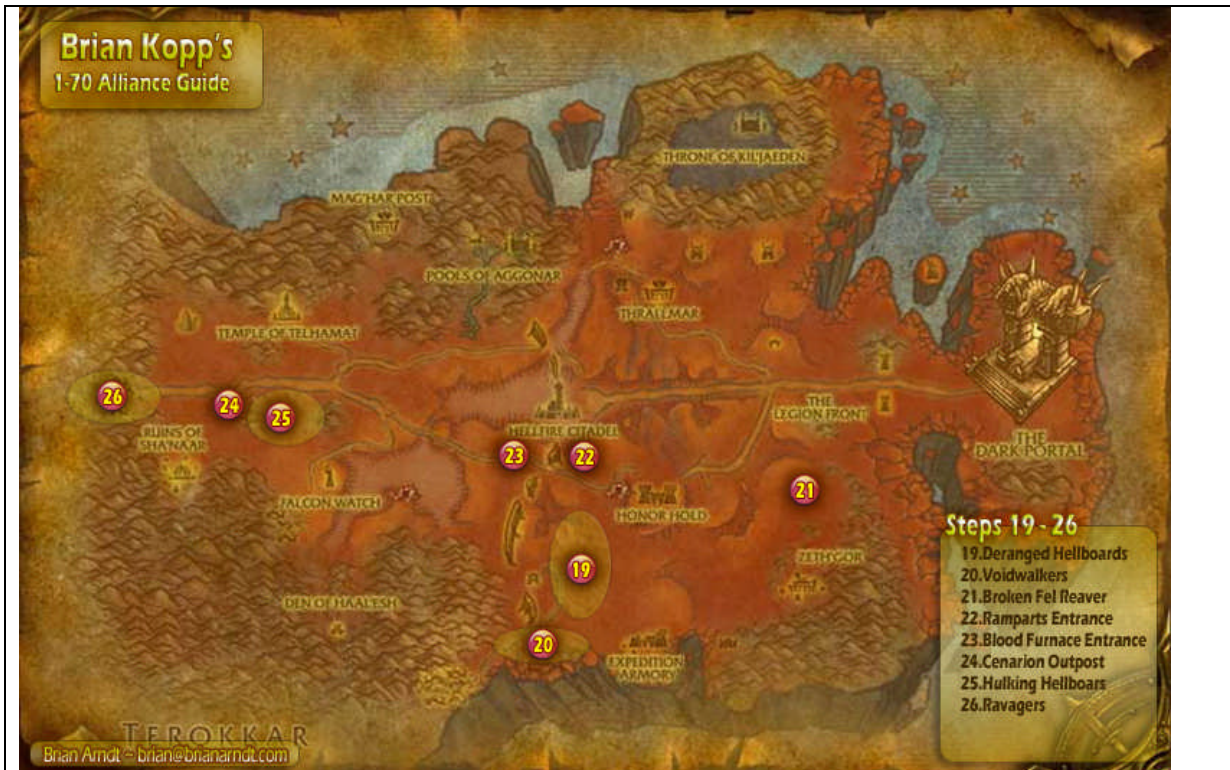 Brian Kopp's
1-70 Alliance Guide
THRONE OF KIL'JAEDEN
MAG'HAR POST
POOLS OF AGGONAR
THRALLMAR
TEMPLE OF TELHAMAT
26
24
25
THE
LEGION FRONT
RUINS OF
SHA'NAAR
HELLFIRE CITADEL
THE
DARK PORTAL
23
22
21
FALCON WATCH
HONOR HOLD
19
ZETH'GOR
DEN OF HAAL'ESH
20
EXPEDITION
ARMORY
Steps 19 - 26
19.Deranged Hellboards
20.Voidwalkers
21.Broken Fel Reaver
22.Ramparts Entrance
23.Blood Furnace Entrance
24.Cenarion Outpost
25.Hulking Hellboars
26.Ravagers
TEROKKAR
Brian Arndt ~ brian@brianarndt.com